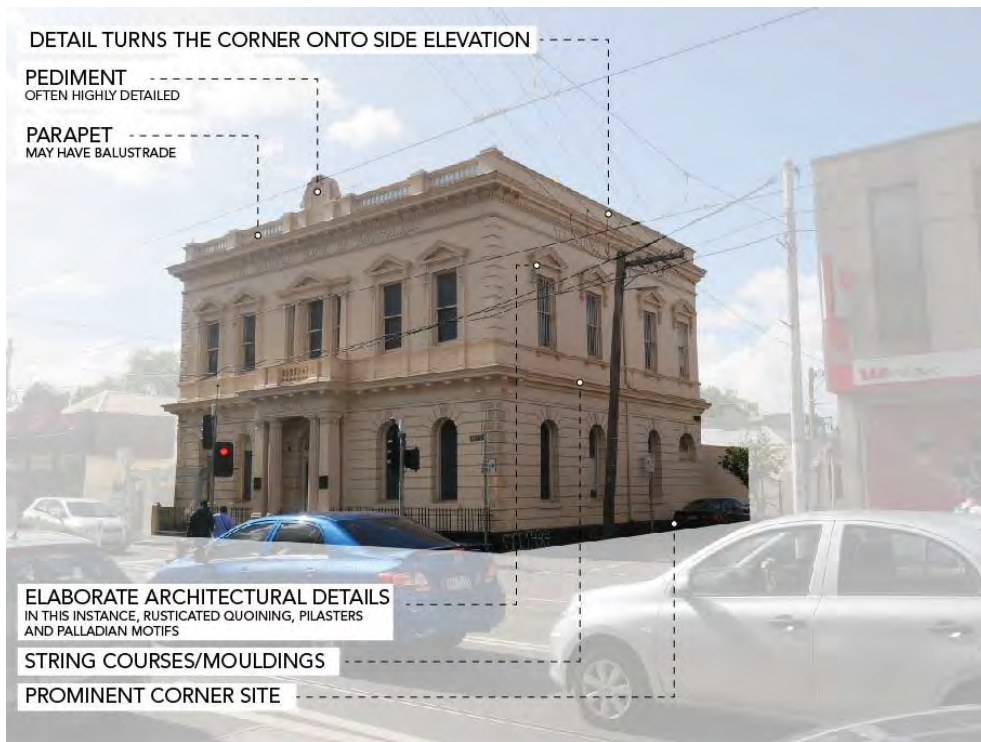 DETAIL TURNS THE CORNER ONTO SIDE ELEVATION
PEDIMENT
OFTEN HIGHLY DETAILED
PARAPET
MAY HAVE BALUSTRADE
ELABORATE ARCHITECTURAL DETAILS
IN THIS INSTANCE, RUSTICATED QUOINING, PILASTERS
AND PALLADIAN MOTIFS
STRING COURSES/MOULDINGS
PROMINENT CORNER SITE